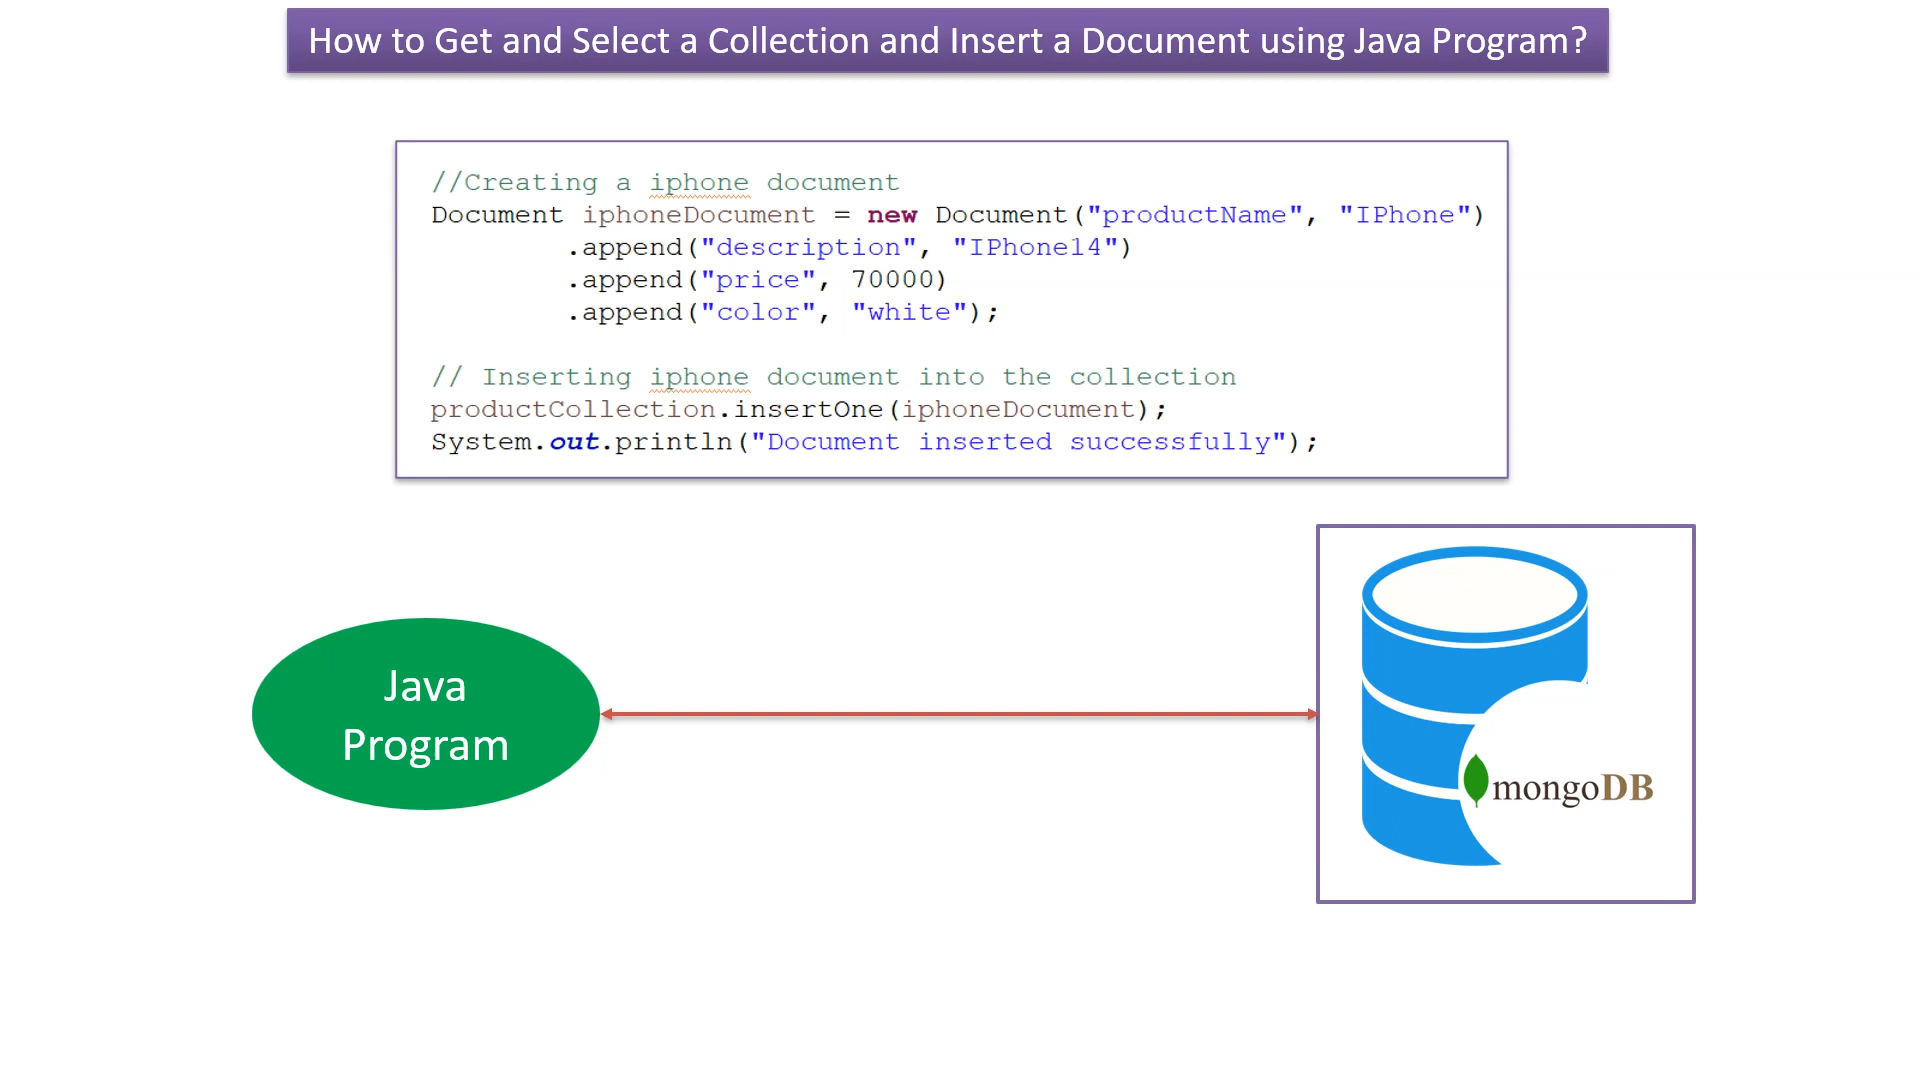 How to Get and Select a Collection and Insert a Document using Java Program?
//Creating a iphone document
Document iphoneDocument = new Document("productName", "IPhone")
.append("description", "IPhone14")
.append("price", 70000)
.append("color", "white");
// Inserting iphone document into the collection
productCollection.insertOne(iphoneDocument);
System.out.println("Document inserted successfully");
Java
Program
mongoDB